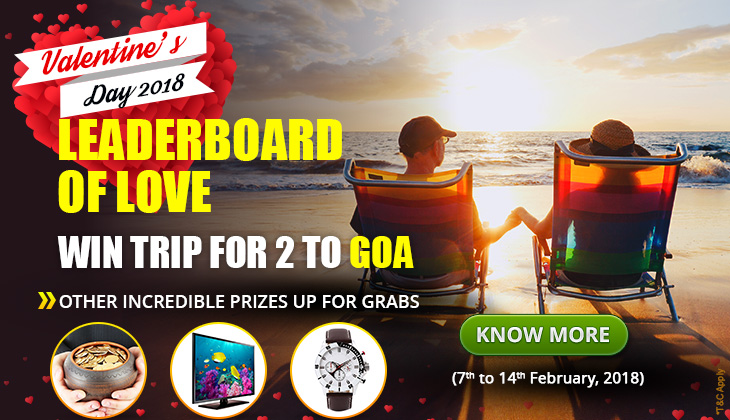 Valentine's
Day 2018
LEADERBOARD
OF LOVE
WIN TRIP FOR 2 TO GOA
» OTHER INCREDIBLE PRIZES UP FOR GRABS
KNOW MORE
(7th to 14th February, 2018)
*T&C Apply